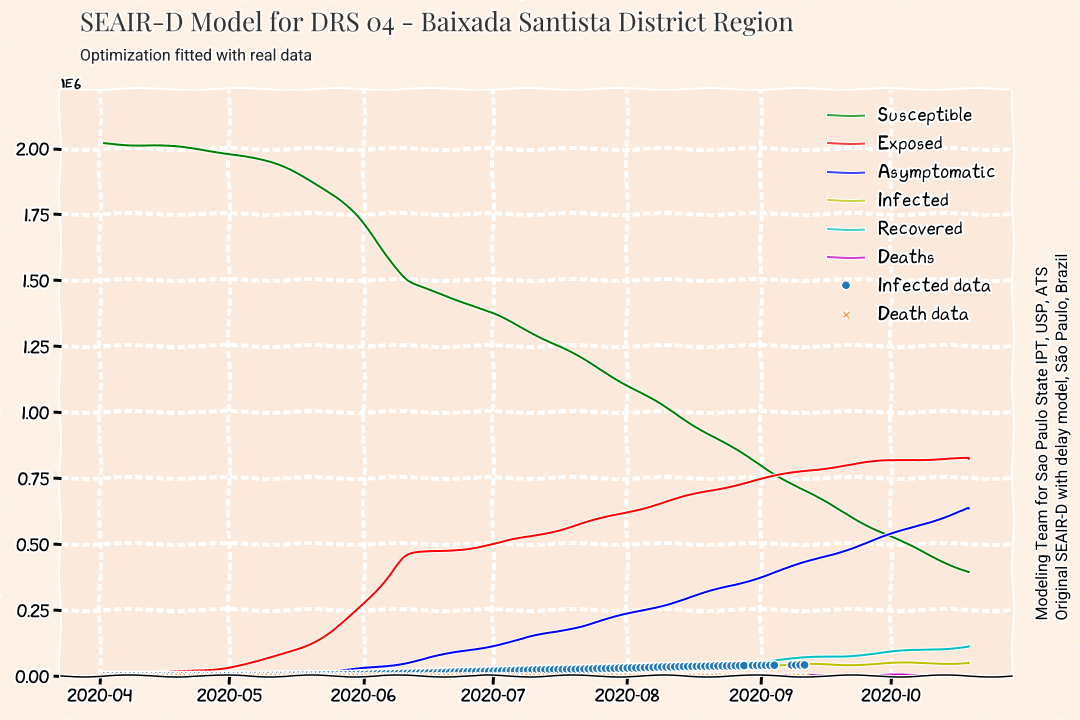 SEAIR-D Model for DRS 04 - Baixada Santista District Region
Optimization fitted with real data
1E6
2.00
1.75
1.50
1.25
1.00
0.75
0.50
0.25
0.00
2020-04
2020-05
2020-06
2020-07
2020-08
2020-09
2020-10
Susceptible
Exposed
Asymptomatic
Infected
Recovered
Deaths
Infected data
Death data
Modeling Team for Sao Paulo State IPT, USP, ATS
Original SEAIR-D with delay model, São Paulo, Brazil